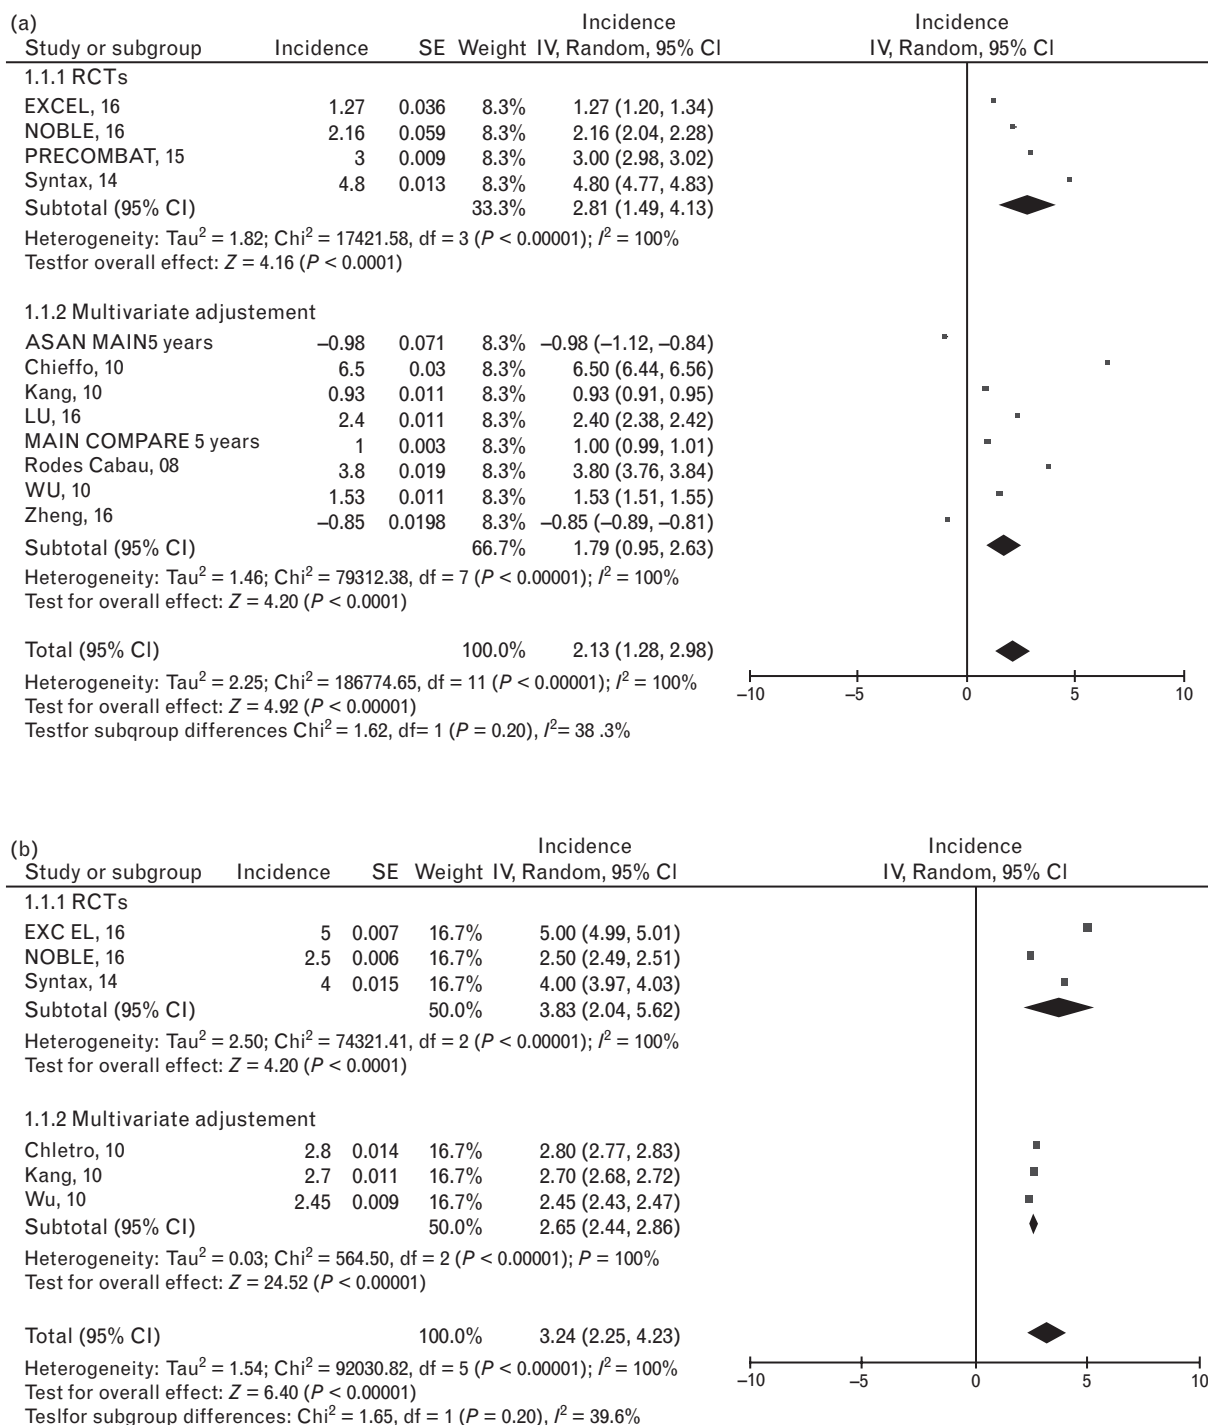 (a) Incidence Incidence
Study or subgroup Incidence SE Weight IV, Random, 95% CI IV, Random, 95% CI
1.1.1 RCTs
EXCEL, 16 1.27 0.036 8.3% 1.27 (1.20, 1.34)
NOBLE, 16 2.16 0.059 8.3% 2.16 (2.04, 2.28)
PRECOMBAT, 15 3 0.009 8.3% 3.00 (2.98, 3.02)
Syntax, 14 4.8 0.013 8.3% 4.80 (4.77, 4.83)
Subtotal (95% CI) 33.3% 2.81 (1.49, 4.13)
Heterogeneity: Tau² = 1.82; Chi² = 17421.58, df = 3 (P < 0.00001); I² = 100%
Testfor overall effect: Z = 4.16 (P < 0.0001)
1.1.2 Multivariate adjustement
ASAN MAIN5 years –0.98 0.071 8.3% –0.98 (–1.12, –0.84)
Chieffo, 10 6.5 0.03 8.3% 6.50 (6.44, 6.56)
Kang, 10 0.93 0.011 8.3% 0.93 (0.91, 0.95)
LU, 16 2.4 0.011 8.3% 2.40 (2.38, 2.42)
MAIN COMPARE 5 years 1 0.003 8.3% 1.00 (0.99, 1.01)
Rodes Cabau, 08 3.8 0.019 8.3% 3.80 (3.76, 3.84)
WU, 10 1.53 0.011 8.3% 1.53 (1.51, 1.55)
Zheng, 16 –0.85 0.0198 8.3% –0.85 (–0.89, –0.81)
Subtotal (95% CI) 66.7% 1.79 (0.95, 2.63)
Heterogeneity: Tau² = 1.46; Chi² = 79312.38, df = 7 (P < 0.00001); I² = 100%
Test for overall effect: Z = 4.20 (P < 0.0001)
Total (95% CI) 100.0% 2.13 (1.28, 2.98)
Heterogeneity: Tau² = 2.25; Chi² = 186774.65, df = 11 (P < 0.00001); I² = 100%
–10 –5 0 5 10
Test for overall effect: Z = 4.92 (P < 0.00001)
Testfor subqroup differences Chi² = 1.62, df= 1 (P = 0.20), I²= 38 .3%
(b) Incidence Incidence
Study or subgroup Incidence SE Weight IV, Random, 95% CI IV, Random, 95% CI
1.1.1 RCTs
EXC EL, 16 5 0.007 16.7% 5.00 (4.99, 5.01)
NOBLE, 16 2.5 0.006 16.7% 2.50 (2.49, 2.51)
Syntax, 14 4 0.015 16.7% 4.00 (3.97, 4.03)
Subtotal (95% CI) 50.0% 3.83 (2.04, 5.62)
Heterogeneity: Tau² = 2.50; Chi² = 74321.41, df = 2 (P < 0.00001); I² = 100%
Test for overall effect: Z = 4.20 (P < 0.0001)
1.1.2 Multivariate adjustement
Chletro, 10 2.8 0.014 16.7% 2.80 (2.77, 2.83)
Kang, 10 2.7 0.011 16.7% 2.70 (2.68, 2.72)
Wu, 10 2.45 0.009 16.7% 2.45 (2.43, 2.47)
Subtotal (95% CI) 50.0% 2.65 (2.44, 2.86)
Heterogeneity: Tau² = 0.03; Chi² = 564.50, df = 2 (P < 0.00001); P = 100%
Test for overall effect: Z = 24.52 (P < 0.00001)
Total (95% CI) 100.0% 3.24 (2.25, 4.23)
Heterogeneity: Tau² = 1.54; Chi² = 92030.82, df = 5 (P < 0.00001); I² = 100%
–10 –5 0 5 10
Test for overall effect: Z = 6.40 (P < 0.00001)
Teslfor subgroup differences: Chi² = 1.65, df = 1 (P = 0.20), I² = 39.6%